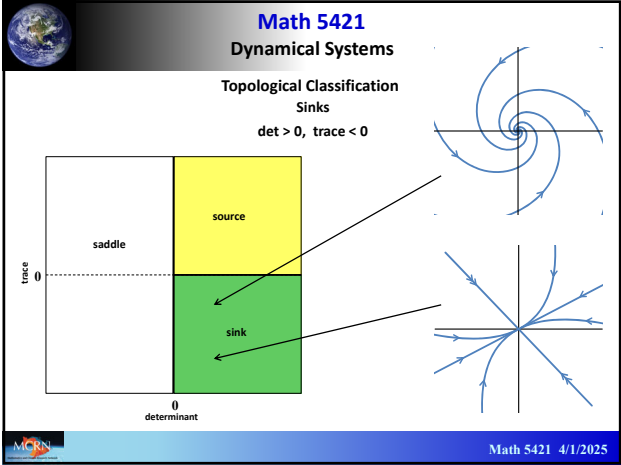 Math 5421
Dynamical Systems
Topological Classification
Sinks
det > 0, trace < 0
source
saddle
trace
0
sink
0
determinant
MCRN
Math 5421 4/1/2025